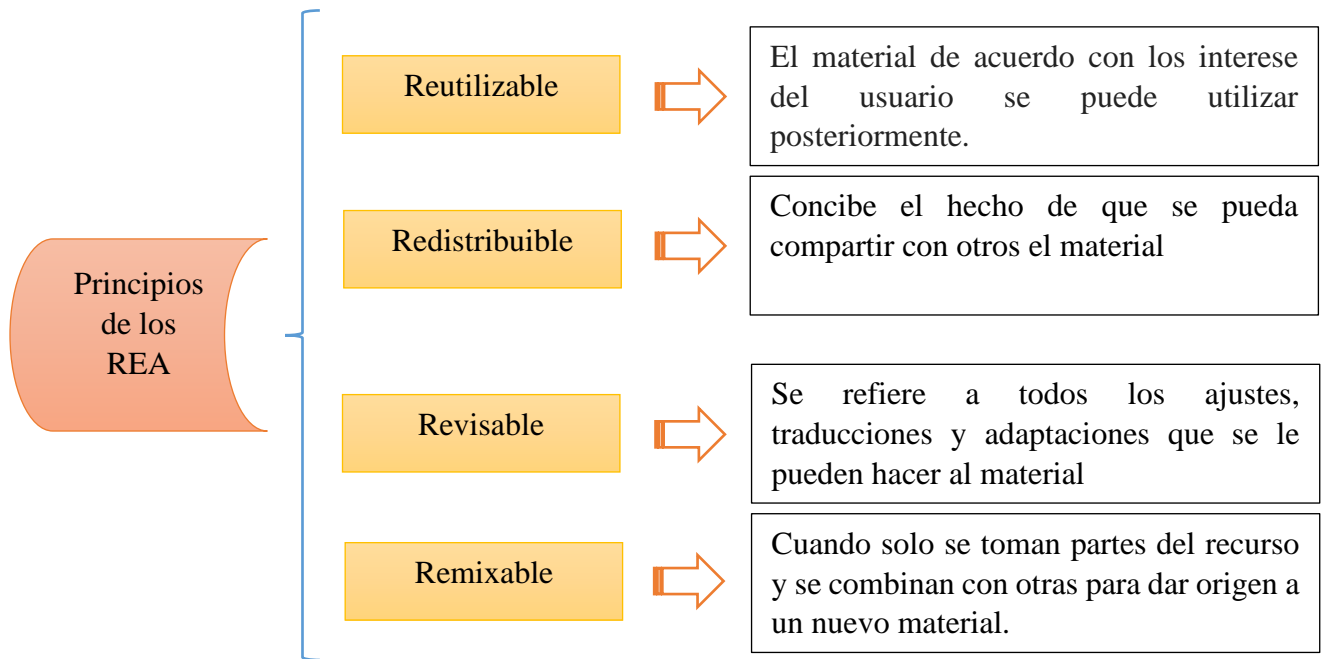 Principios
de los
REA
Reutilizable
El material de acuerdo con los interese
del usuario se puede utilizar
posteriormente.
Redistribuible
Concibe el hecho de que se pueda
compartir con otros el material
Revisable
Se refiere a todos los ajustes,
traducciones y adaptaciones que se le
pueden hacer al material
Remixable
Cuando solo se toman partes del recurso
y se combinan con otras para dar origen a
un nuevo material.